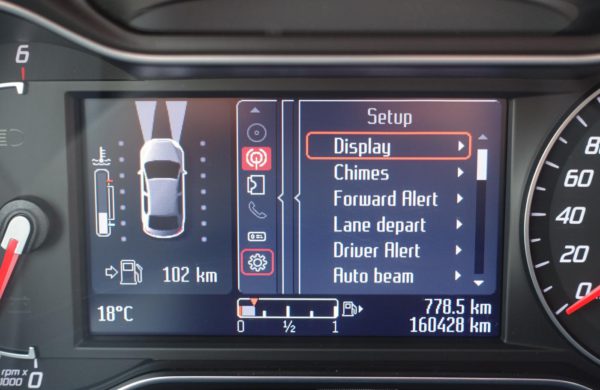 6
Setup
Display
Chimes
Forward Alert
Lane depart
Driver Alert
Auto beam
102 km
18°C
0 ½ 1
778.5 km
160428 km
rpm x
1000
0
80
60
40
20
0